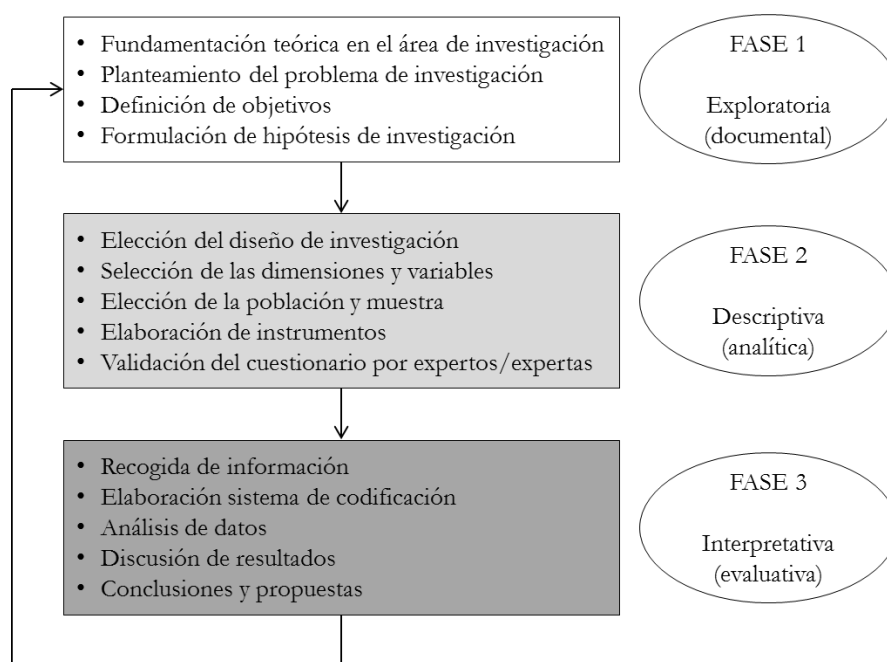 • Fundamentación teórica en el área de investigación
• Planteamiento del problema de investigación
• Definición de objetivos
• Formulación de hipótesis de investigación
FASE 1
Exploratoria
(documental)
• Elección del diseño de investigación
• Selección de las dimensiones y variables
• Elección de la población y muestra
• Elaboración de instrumentos
• Validación del cuestionario por expertos/expertas
FASE 2
Descriptiva
(analítica)
• Recogida de información
• Elaboración sistema de codificación
• Análisis de datos
• Discusión de resultados
• Conclusiones y propuestas
FASE 3
Interpretativa
(evaluativa)